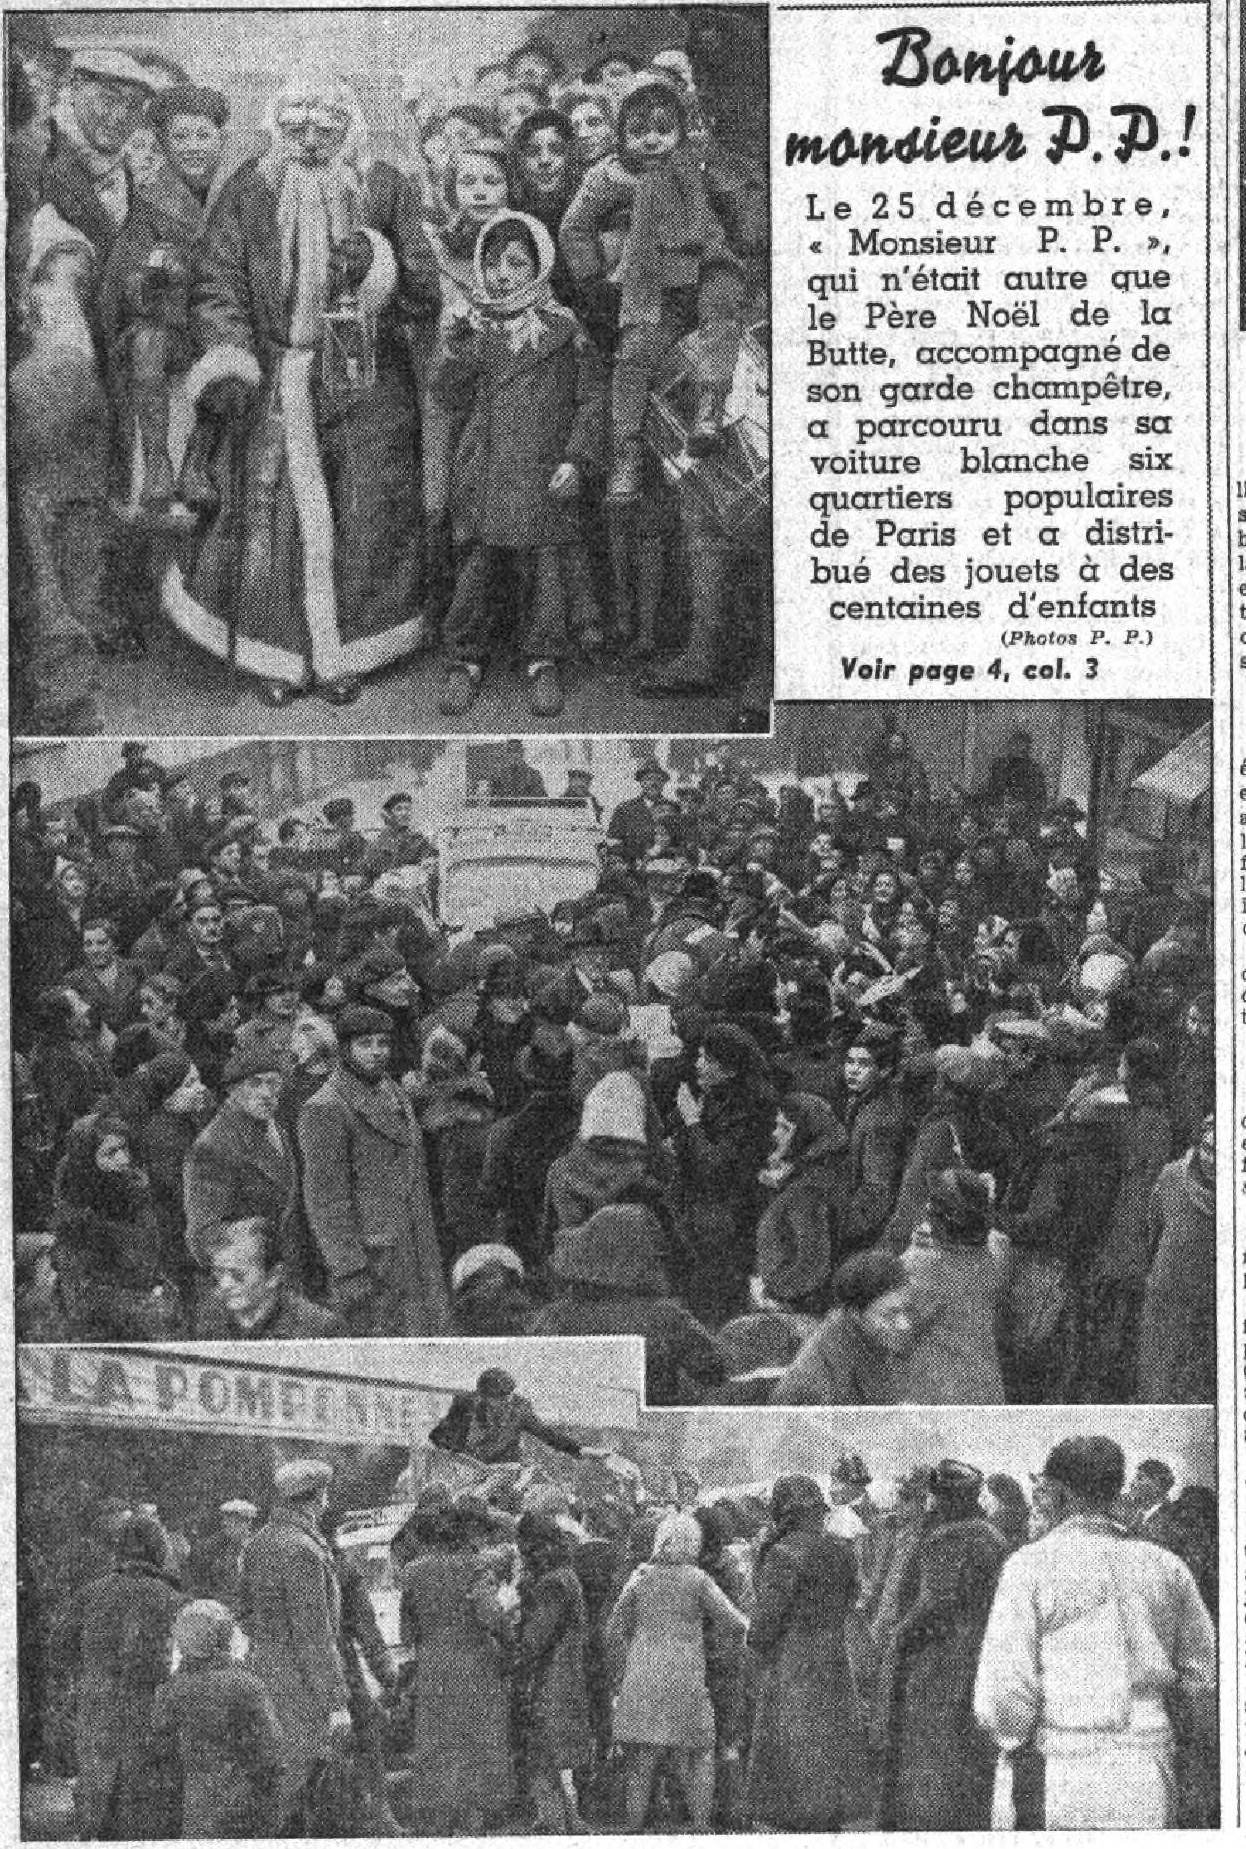 Bonjour
monsieur P.P.!
Le 25 décembre,
« Monsieur P. P. »,
qui n'était autre que
le Père Noël de la
Butte, accompagné de
son garde champêtre,
a parcouru dans sa
voiture blanche six
quartiers populaires
de Paris et a distri-
bué des jouets à des
centaines d'enfants
(Photos P. P.)
Voir page 4, col. 3
LA POMPENNE